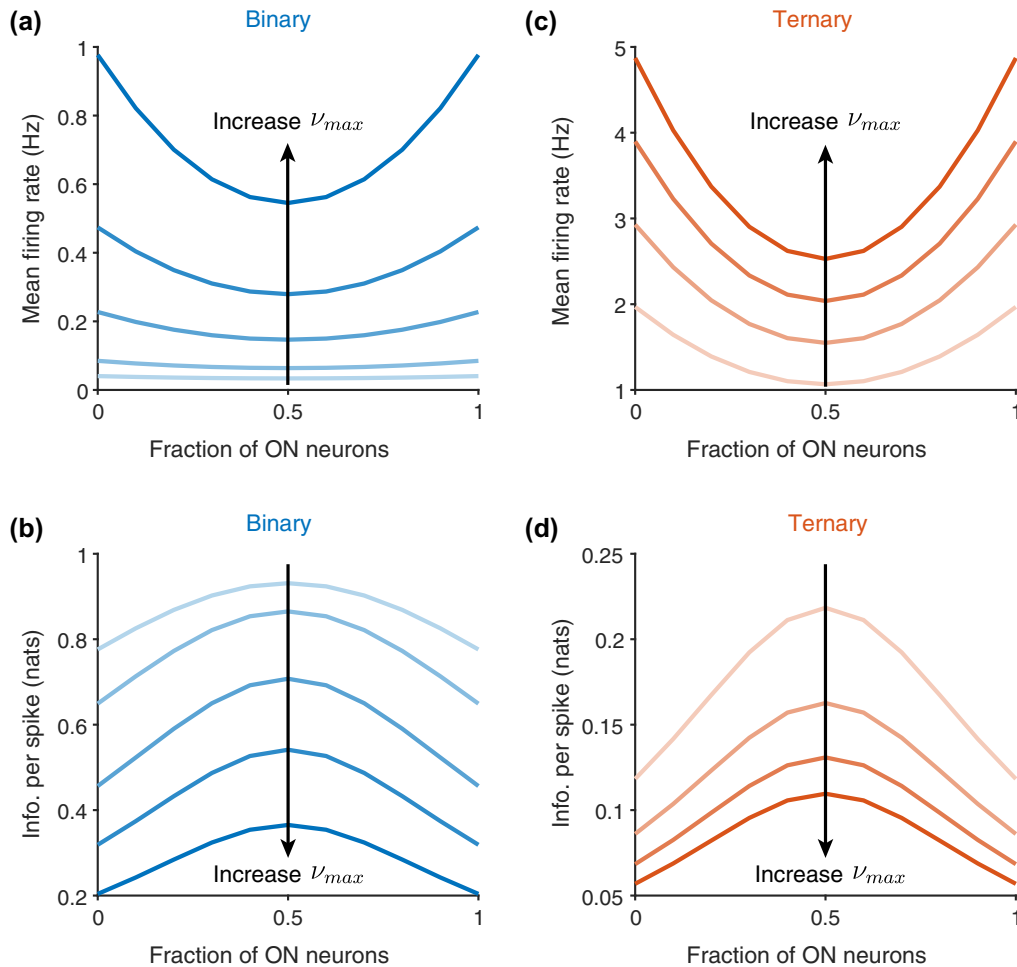 (a)
Binary
Mean firing rate (Hz)
1
0.8
0.6
0.4
0.2
0
Increase ν_max
0
0.5
1
Fraction of ON neurons
(c)
Ternary
Mean firing rate (Hz)
5
4
3
2
1
Increase ν_max
0
0.5
1
Fraction of ON neurons
(b)
Binary
Info. per spike (nats)
1
0.8
0.6
0.4
0.2
Increase ν_max
0
0.5
1
Fraction of ON neurons
(d)
Ternary
Info. per spike (nats)
0.25
0.2
0.15
0.1
0.05
Increase ν_max
0
0.5
1
Fraction of ON neurons